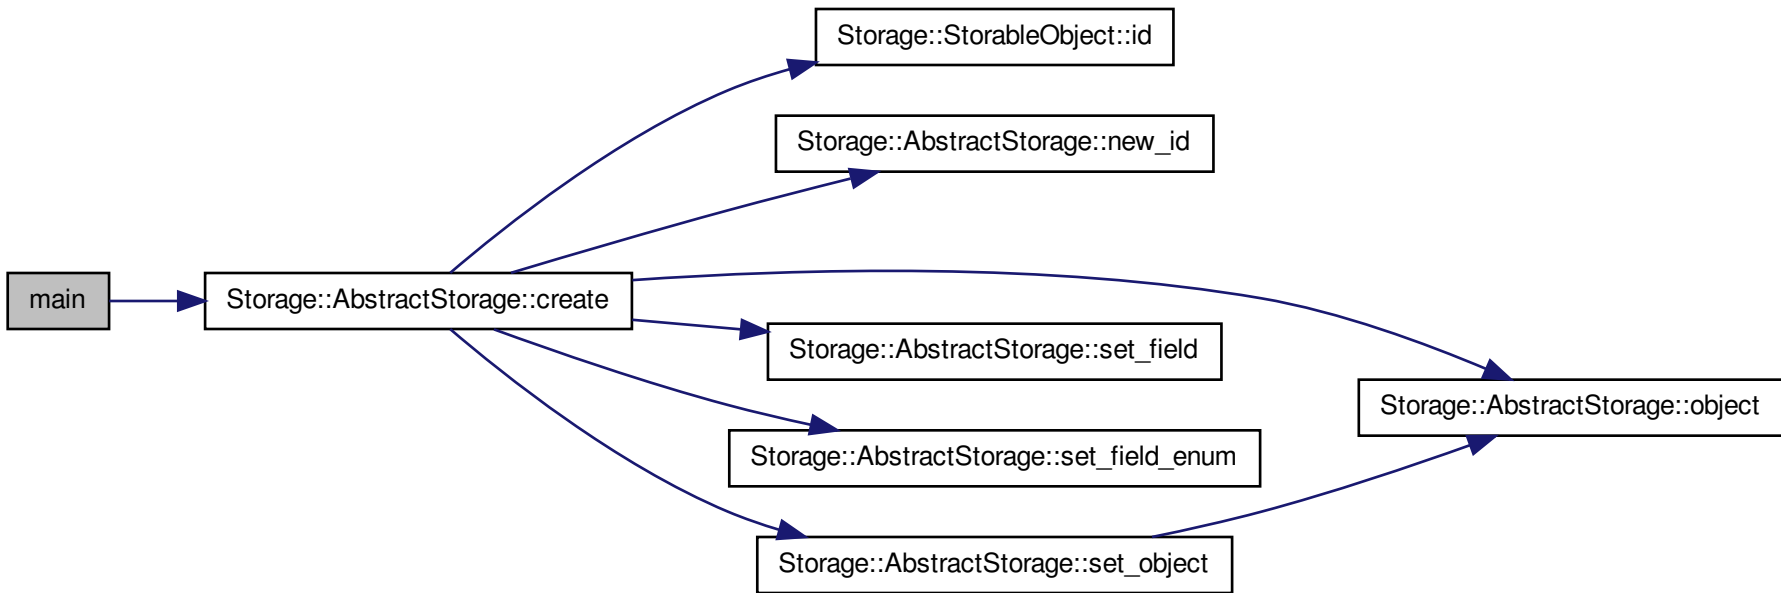 Storage::StorableObject::id
Storage::AbstractStorage::new_id
main
Storage::AbstractStorage::create
Storage::AbstractStorage::set_field
Storage::AbstractStorage::object
Storage::AbstractStorage::set_field_enum
Storage::AbstractStorage::set_object